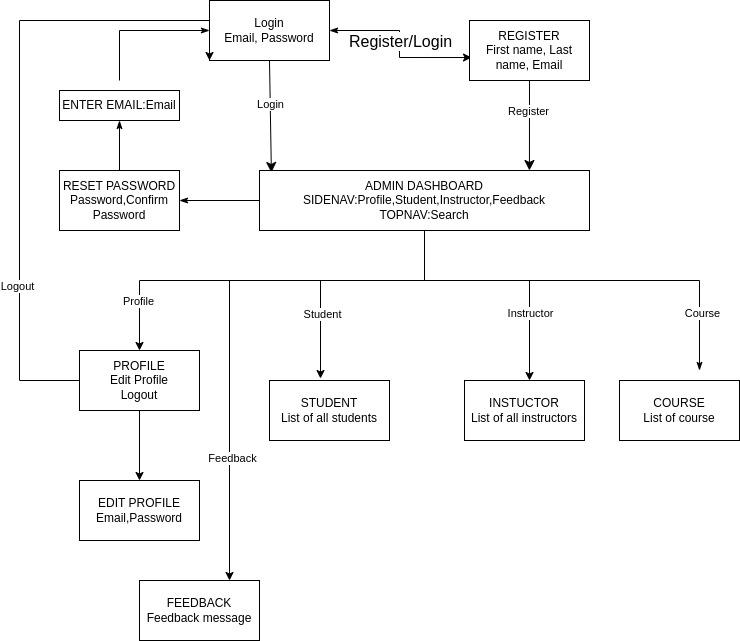 Login
Email, Password
Register/Login
REGISTER
First name, Last
name, Email
ENTER EMAIL:Email
Login
Register
RESET PASSWORD
Password,Confirm
Password
ADMIN DASHBOARD
SIDENAV:Profile,Student,Instructor,Feedback
TOPNAV:Search
Logout
Profile
Student
Instructor
Course
PROFILE
Edit Profile
Logout
STUDENT
List of all students
INSTUCTOR
List of all instructors
COURSE
List of course
Feedback
EDIT PROFILE
Email,Password
FEEDBACK
Feedback message